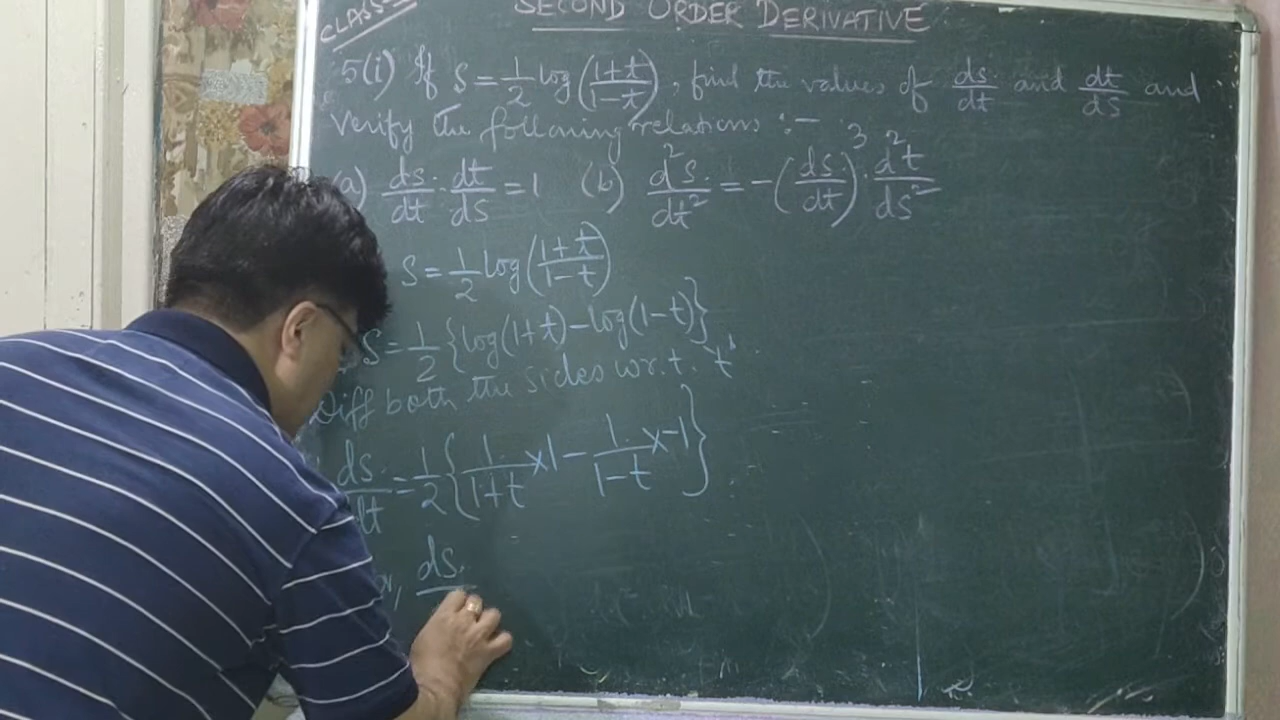 CLASS-
SECOND ORDER DERIVATIVE
5(i) If S = 1/2 log((1+t)/(1-t)), find the values of ds/dt and dt/ds and
verify the following relations :-
(a) ds/dt . dt/ds = 1 (b) d²s/dt² = -(ds/dt)³ . d²t/ds²
S = 1/2 log((1+t)/(1-t))
S = 1/2 {log(1+t) - log(1-t)}
Diff both the sides w.r.t. 't'
ds/dt = 1/2 {1/(1+t) x 1 - 1/(1-t) x -1}
or, ds